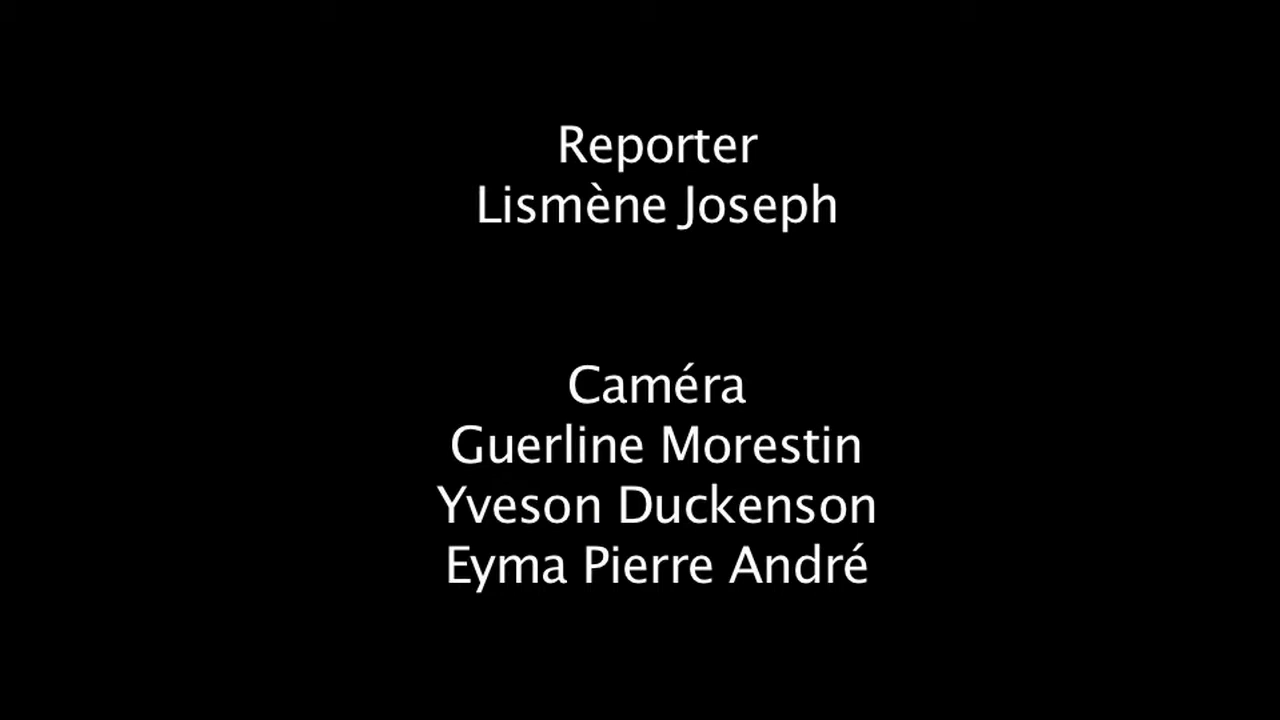 Reporter
Lismène Joseph
Caméra
Guerline Morestin
Yveson Duckenson
Eyma Pierre André